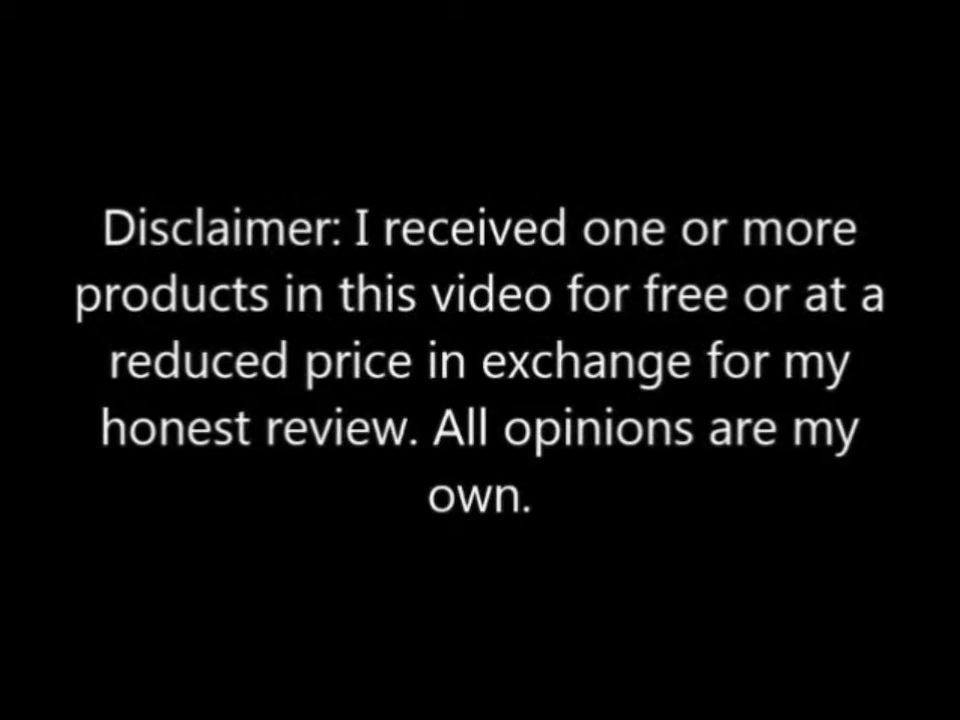 Disclaimer: I received one or more
products in this video for free or at a
reduced price in exchange for my
honest review. All opinions are my
own.